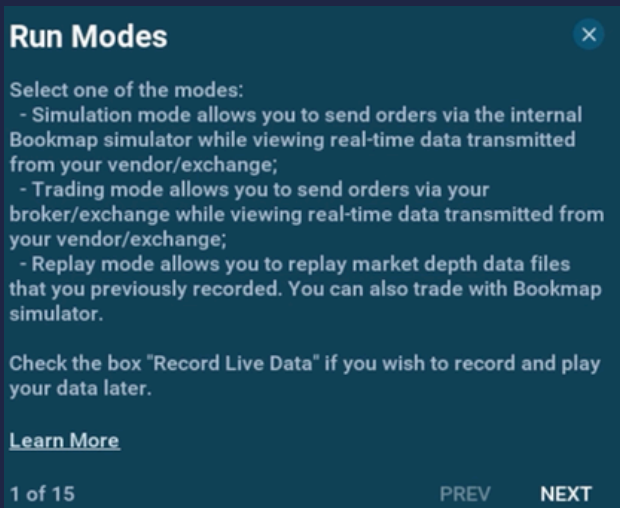 Run Modes
Select one of the modes:
- Simulation mode allows you to send orders via the internal
Bookmap simulator while viewing real-time data transmitted
from your vendor/exchange;
- Trading mode allows you to send orders via your
broker/exchange while viewing real-time data transmitted from
your vendor/exchange;
- Replay mode allows you to replay market depth data files
that you previously recorded. You can also trade with Bookmap
simulator.
Check the box "Record Live Data" if you wish to record and play
your data later.
Learn More
1 of 15
PREV
NEXT